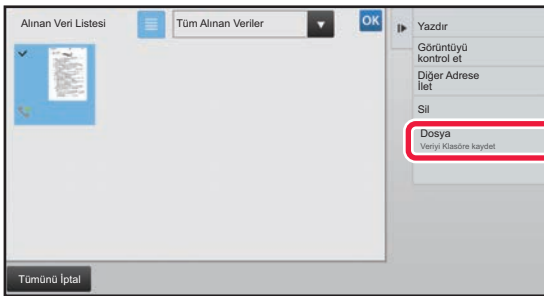 Alınan Veri Listesi
Tüm Alınan Veriler
OK
Yazdır
Görüntüyü
kontrol et
Diğer Adrese
İlet
Sil
Dosya
Veriyi Klasöre kaydet
Tümünü İptal